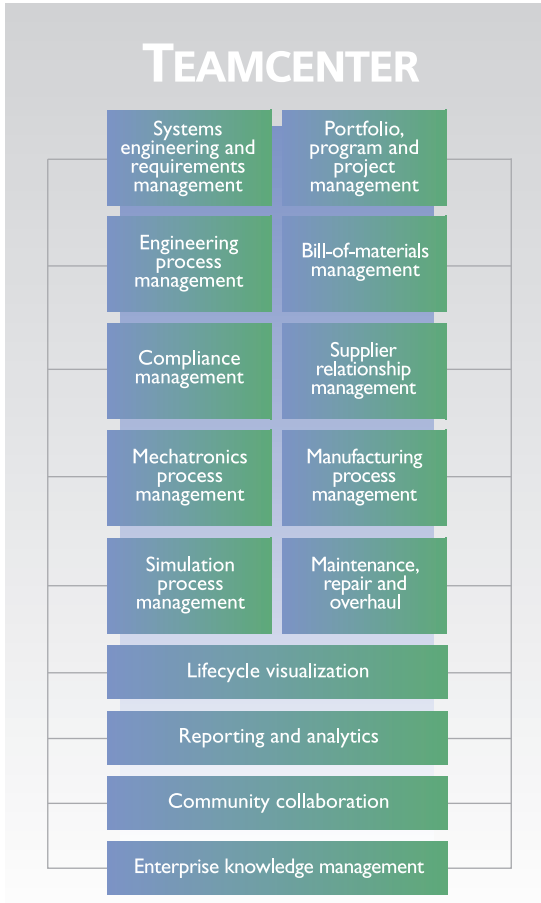 TEAMCENTER
Systems
engineering and
requirements
management
Portfolio,
program and
project
management
Engineering
process
management
Bill-of-materials
management
Compliance
management
Supplier
relationship
management
Mechatronics
process
management
Manufacturing
process
management
Simulation
process
management
Maintenance,
repair and
overhaul
Lifecycle visualization
Reporting and analytics
Community collaboration
Enterprise knowledge management